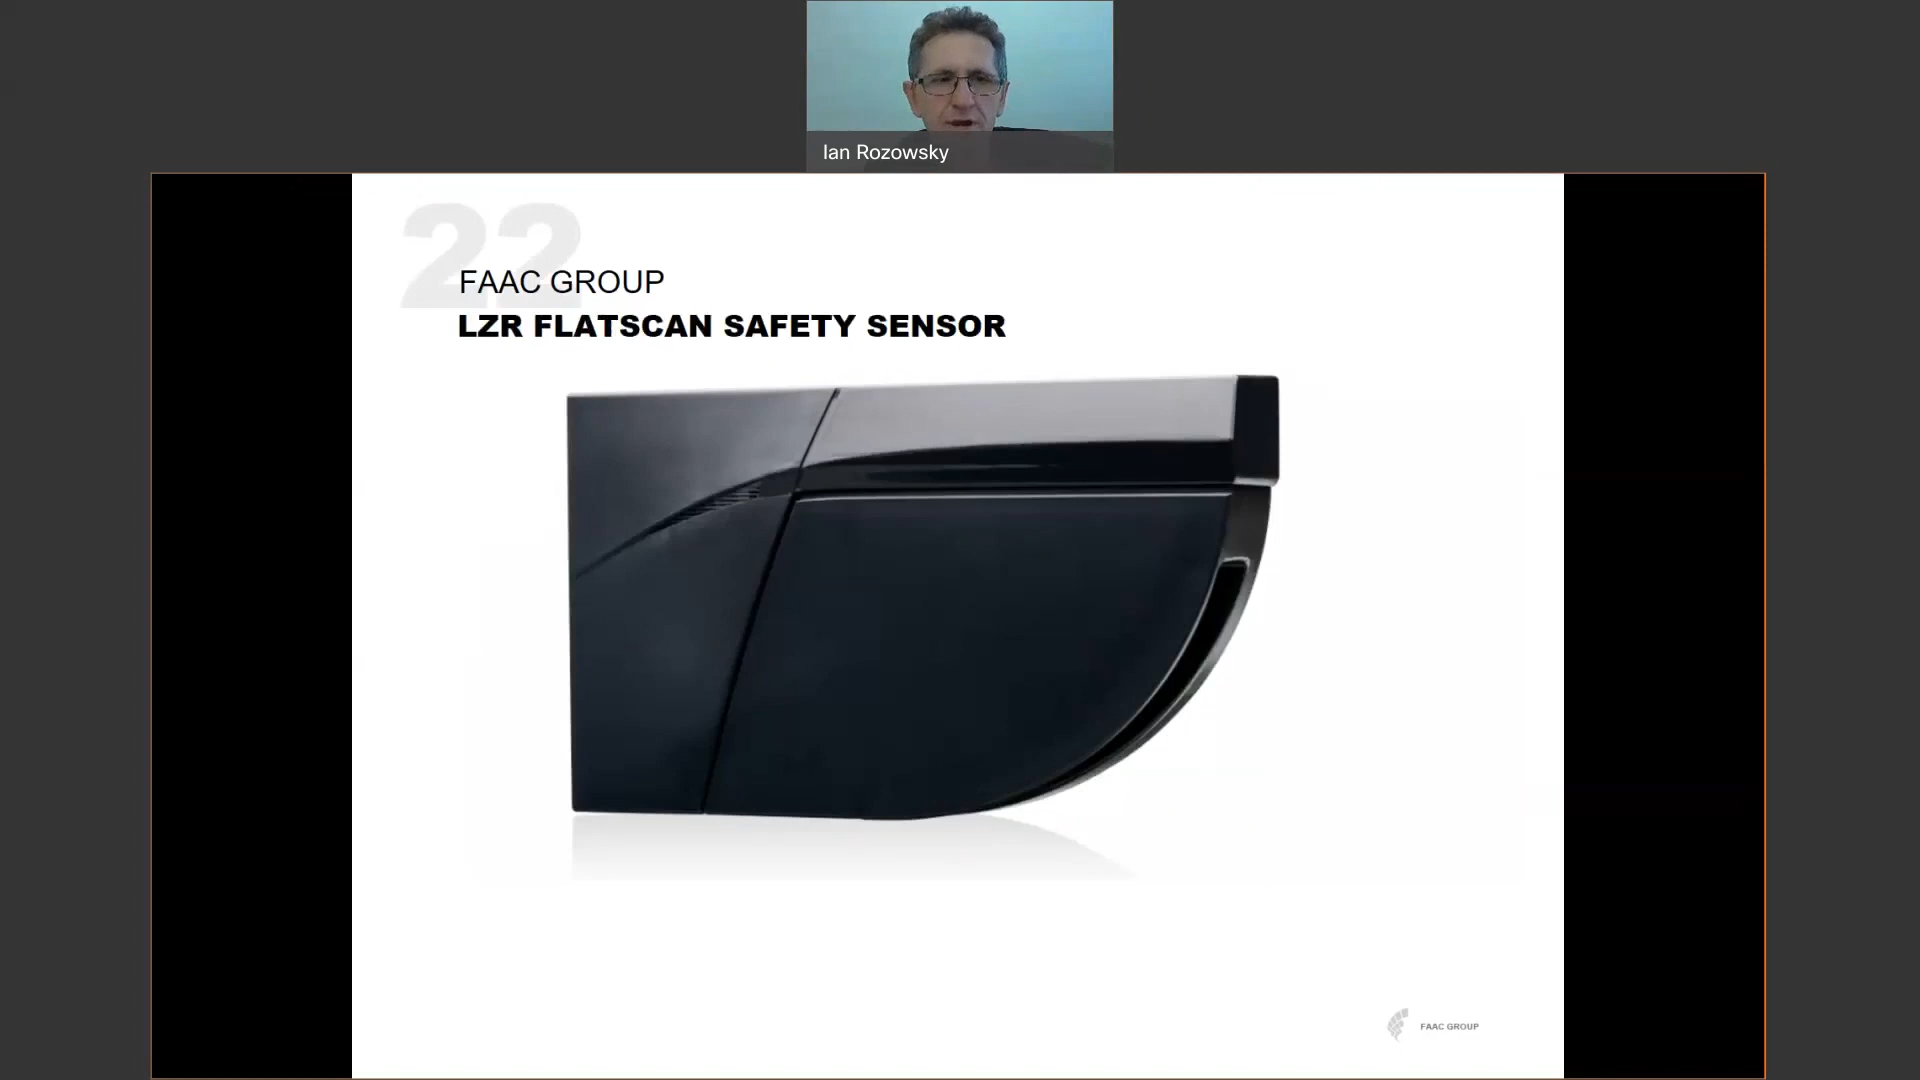 Ian Rozowsky
22
FAAC GROUP
LZR FLATSCAN SAFETY SENSOR
FAAC GROUP